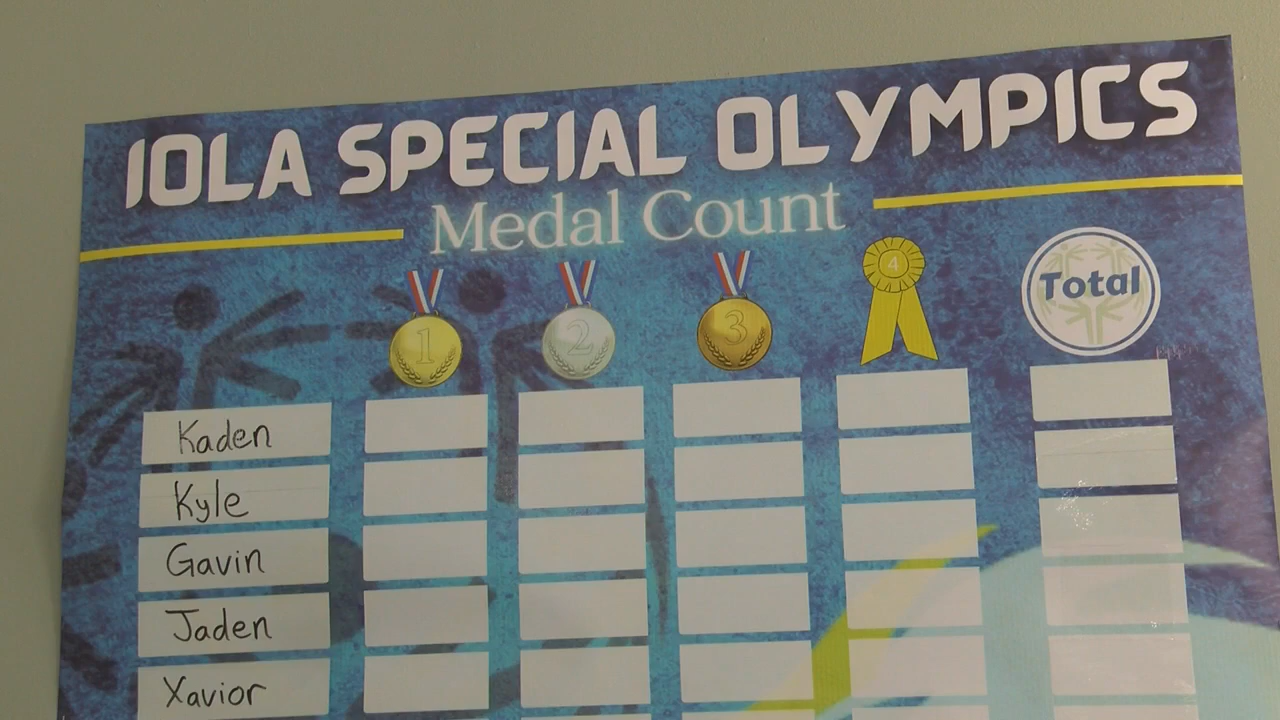 IOLA SPECIAL OLYMPICS
Medal Count
1 2 3 4 Total
Kaden
Kyle
Gavin
Jaden
Xavior